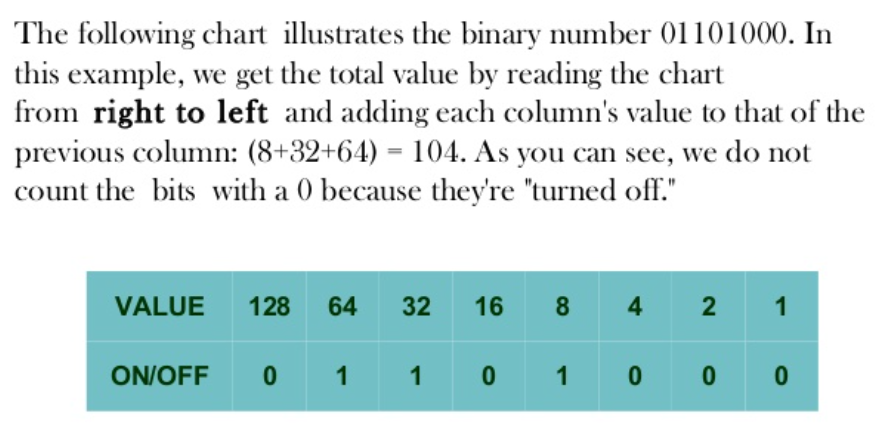 The following chart illustrates the binary number 01101000. In
this example, we get the total value by reading the chart
from right to left and adding each column's value to that of the
previous column: (8+32+64) = 104. As you can see, we do not
count the bits with a 0 because they're "turned off."
VALUE 128 64 32 16 8 4 2 1
ON/OFF 0 1 1 0 1 0 0 0